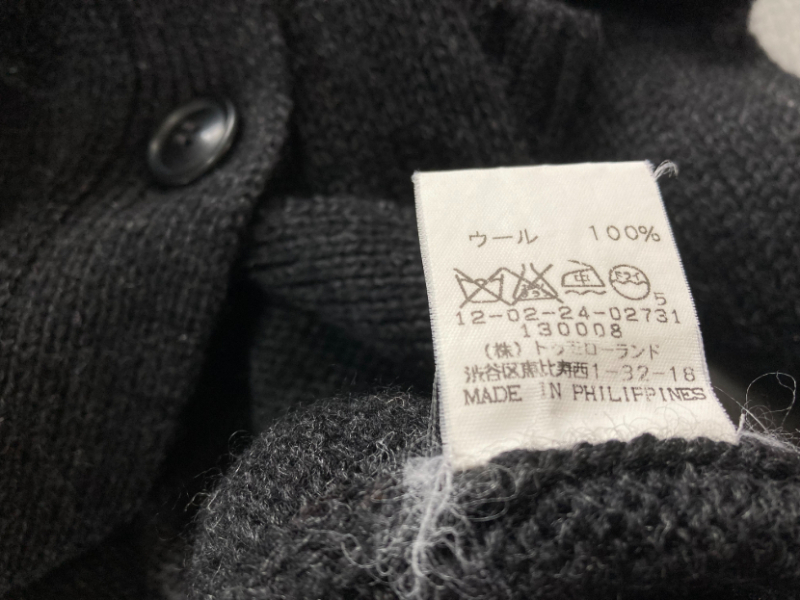 ウール 100%
中
5
12-02-24-02731
130008
(株)トゥモローランド
渋谷区恵比寿西1-32-18
MADE IN PHILIPPINES